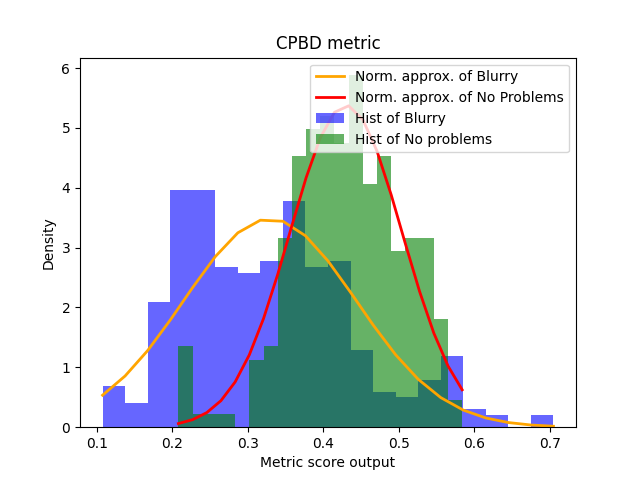 CPBD metric
Norm. approx. of Blurry
Norm. approx. of No Problems
Hist of Blurry
Hist of No problems
Density
6
5
4
3
2
1
0
0.1 0.2 0.3 0.4 0.5 0.6 0.7
Metric score output